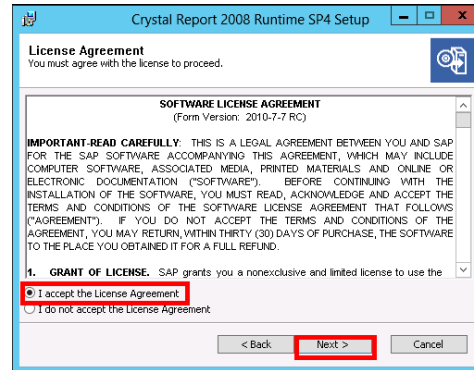 Crystal Report 2008 Runtime SP4 Setup
License Agreement
You must agree with the license to proceed.
SOFTWARE LICENSE AGREEMENT
(Form Version: 2010-7-7 RC)
IMPORTANT-READ CAREFULLY: THIS IS A LEGAL AGREEMENT BETWEEN YOU AND SAP
FOR THE SAP SOFTWARE ACCOMPANYING THIS AGREEMENT, WHICH MAY INCLUDE
COMPUTER SOFTWARE, ASSOCIATED MEDIA, PRINTED MATERIALS AND ONLINE OR
ELECTRONIC DOCUMENTATION ("SOFTWARE"). BEFORE CONTINUING WITH THE
INSTALLATION OF THE SOFTWARE, YOU MUST READ, ACKNOWLEDGE AND ACCEPT THE
TERMS AND CONDITIONS OF THE SOFTWARE LICENSE AGREEMENT THAT FOLLOWS
("AGREEMENT"). IF YOU DO NOT ACCEPT THE TERMS AND CONDITIONS OF THE
AGREEMENT, YOU MAY RETURN, WITHIN THIRTY (30) DAYS OF PURCHASE, THE SOFTWARE
TO THE PLACE YOU OBTAINED IT FOR A FULL REFUND.
1. GRANT OF LICENSE. SAP grants you a nonexclusive and limited license to use the
I accept the License Agreement
I do not accept the License Agreement
< Back Next > Cancel